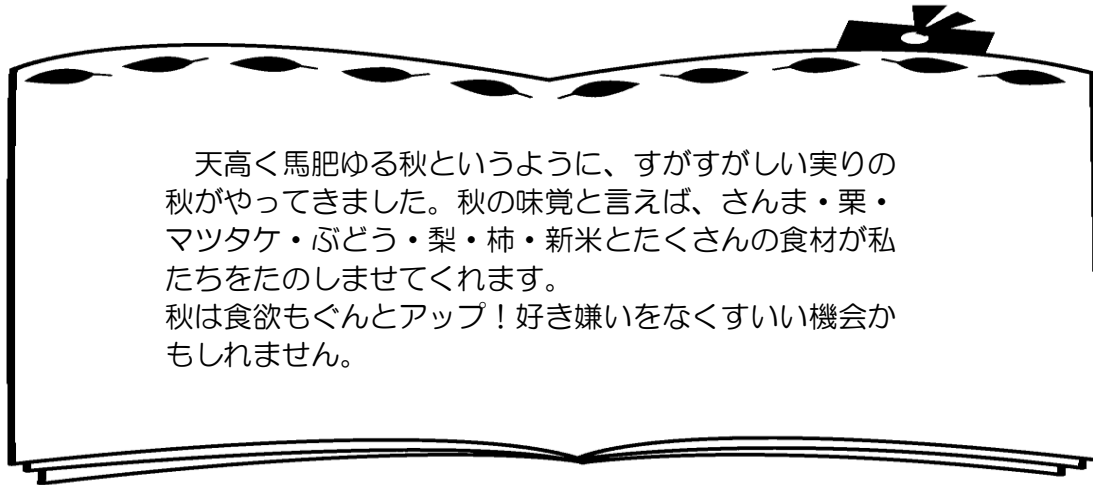 天高く馬肥ゆる秋というように、すがすがしい実りの
秋がやってきました。秋の味覚と言えば、さんま・栗・
マツタケ・ぶどう・梨・柿・新米とたくさんの食材が私
たちをたのしませてくれます。
秋は食欲もぐんとアップ！好き嫌いをなくすいい機会か
もしれません。